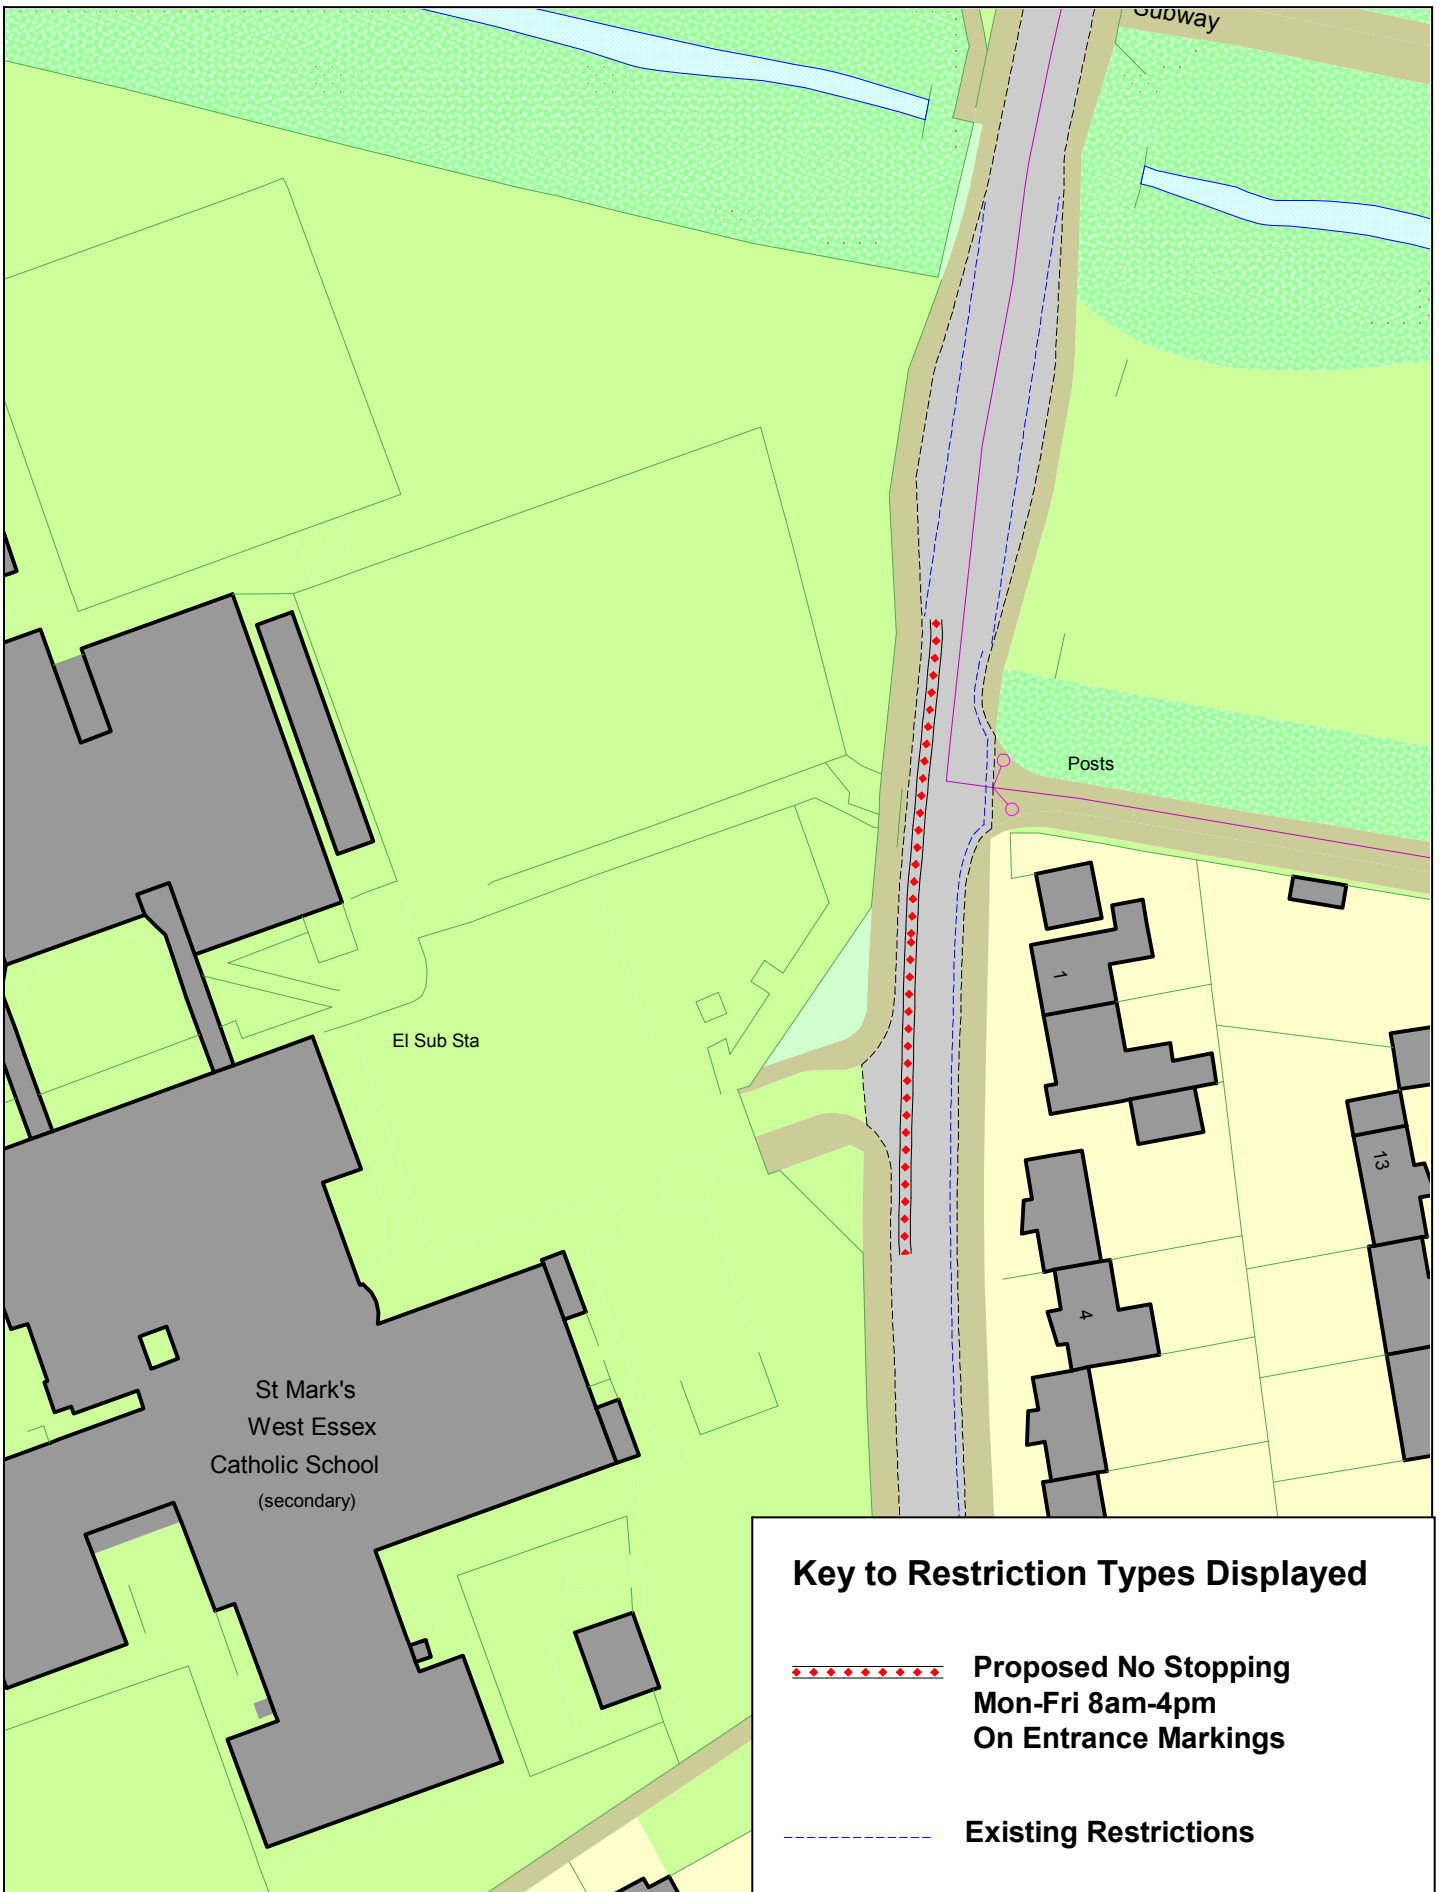 Subway
Posts
1
El Sub Sta
13
4
St Mark's
West Essex
Catholic School
(secondary)
Key to Restriction Types Displayed
Proposed No Stopping
Mon-Fri 8am-4pm
On Entrance Markings
Existing Restrictions